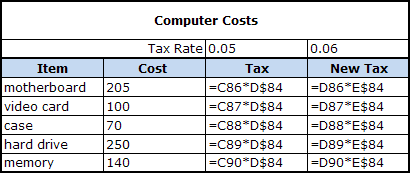 Computer Costs
Tax Rate 0.05 0.06
Item Cost Tax New Tax
motherboard 205 =C86*D$84 =D86*E$84
video card 100 =C87*D$84 =D87*E$84
case 70 =C88*D$84 =D88*E$84
hard drive 250 =C89*D$84 =D89*E$84
memory 140 =C90*D$84 =D90*E$84